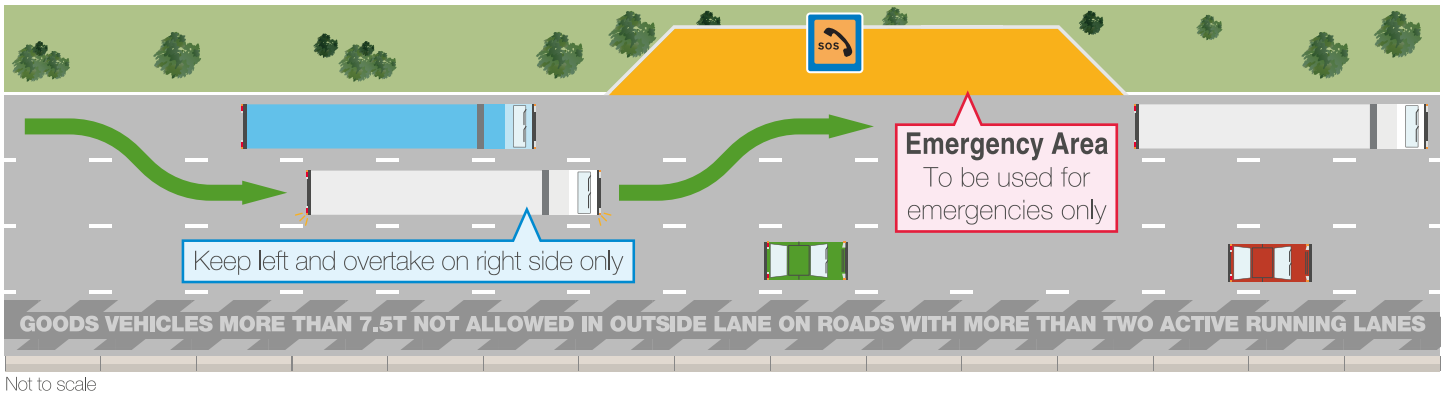 SOS
Emergency Area
To be used for
emergencies only
Keep left and overtake on right side only
GOODS VEHICLES MORE THAN 7.5T NOT ALLOWED IN OUTSIDE LANE ON ROADS WITH MORE THAN TWO ACTIVE RUNNING LANES
Not to scale